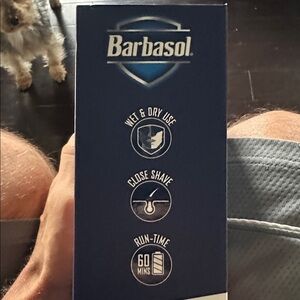 Barbasol
WET & DRY USE
CLOSE SHAVE
RUN-TIME
60
MINS